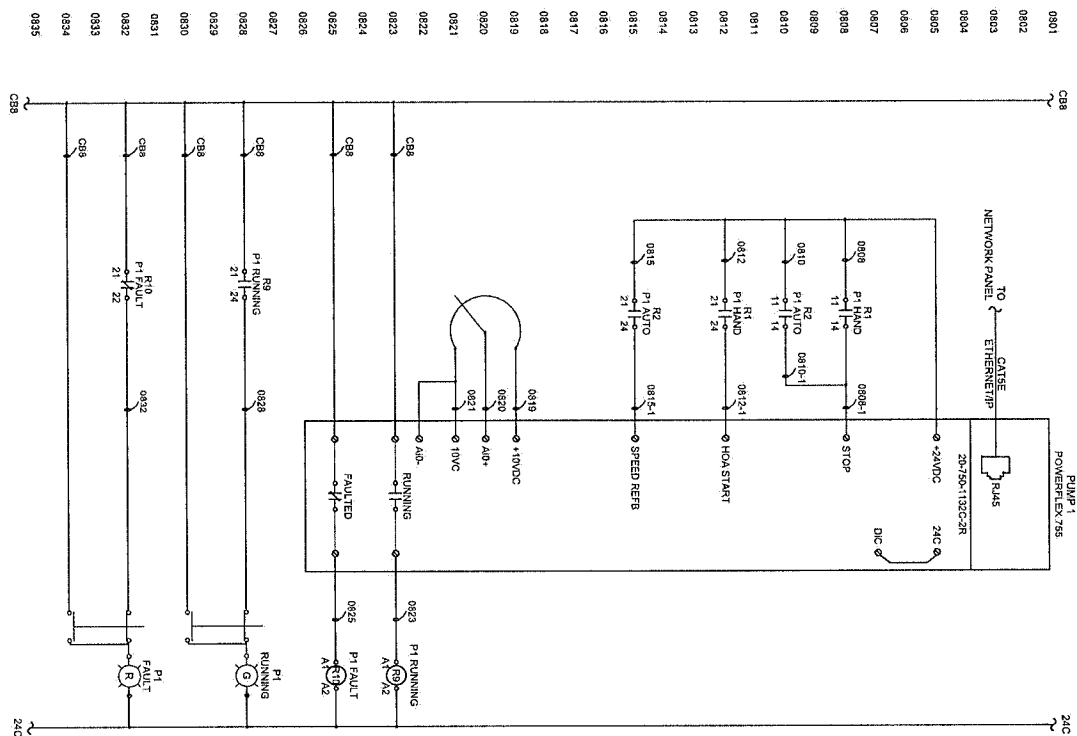 0801
0802
0803
0804
0805
0806
0807
0808
0809
0810
0811
0812
0813
0814
0815
0816
0817
0818
0819
0820
0821
0822
0823
0824
0825
0826
0827
0828
0829
0830
0831
0832
0833
0834
0835
CB8
24C
PUMP 1
POWERFLEX 755
TO
NETWORK PANEL
CAT5E
ETHERNET/IP
RJ45
20-750-1132C-2R
+24VDC
24C
DIC
0808
R1
P1 HAND
11 14
0808-1
STOP
0810
R2
P1 AUTO
11 14
0810-1
0812
R1
P1 HAND
21 24
0812-1
HOA START
0815
R2
P1 AUTO
21 24
0815-1
SPEED REFB
0819
+10VDC
0820
AI0+
0821
10VC
AI0-
CB8
RUNNING
0823
P1 RUNNING
R9
A1 A2
CB8
FAULTED
0825
P1 FAULT
R10
A1 A2
CB8
R9
P1 RUNNING
21 24
0828
P1
RUNNING
G
CB8
CB8
R10
P1 FAULT
21 22
0832
P1
FAULT
R
CB8
CB8
24C